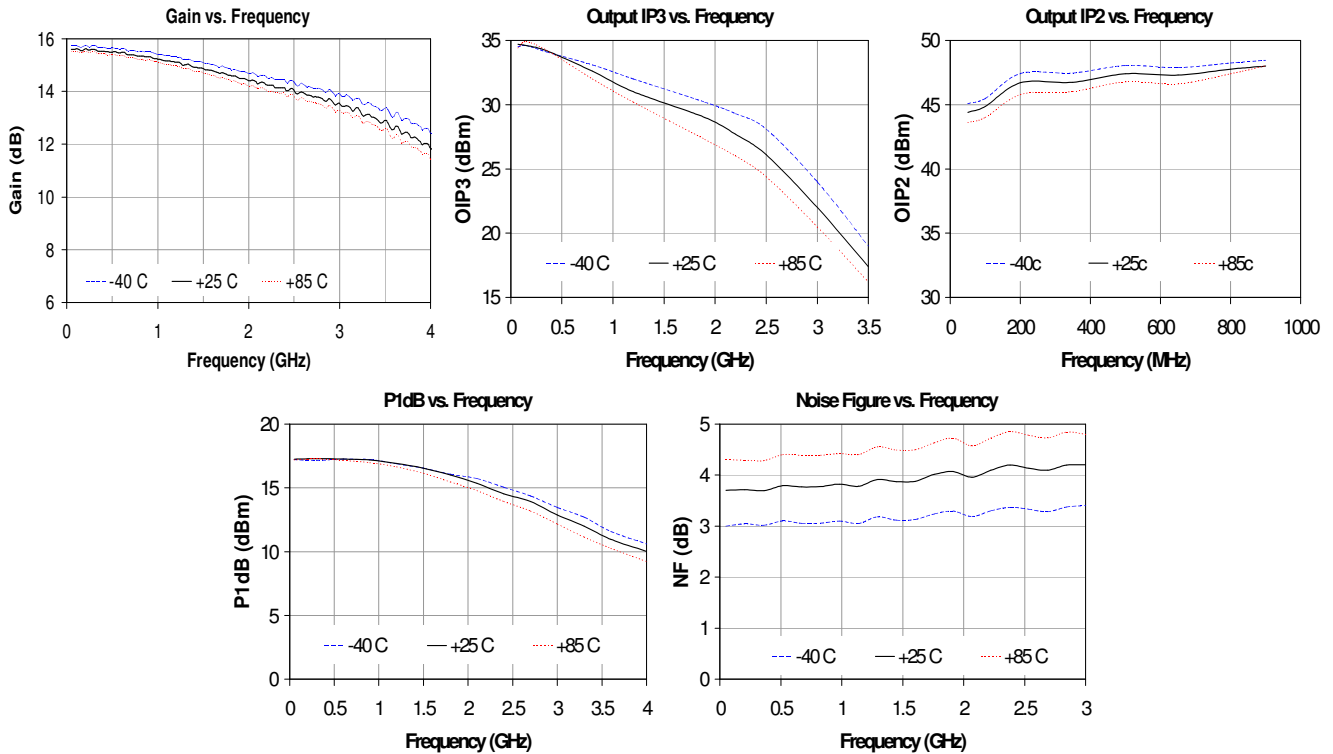 Gain vs. Frequency
16
14
12
10
8
6
Gain (dB)
-40 C
+25 C
+85 C
0
1
2
3
4
Frequency (GHz)
Output IP3 vs. Frequency
35
30
25
20
15
OIP3 (dBm)
-40 C
+25 C
+85 C
0
0.5
1
1.5
2
2.5
3
3.5
Frequency (GHz)
Output IP2 vs. Frequency
50
45
40
35
30
OIP2 (dBm)
-40c
+25c
+85c
0
200
400
600
800
1000
Frequency (MHz)
P1dB vs. Frequency
20
15
10
5
0
P1dB (dBm)
-40 C
+25 C
+85 C
0
0.5
1
1.5
2
2.5
3
3.5
4
Frequency (GHz)
Noise Figure vs. Frequency
5
4
3
2
1
0
NF (dB)
-40 C
+25 C
+85 C
0
0.5
1
1.5
2
2.5
3
Frequency (GHz)